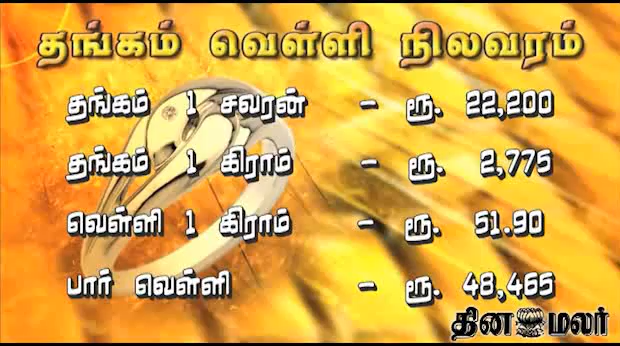 தங்கம் வெள்ளி நிலவரம்
தங்கம் 1 சவரன் - ரூ. 22,200
தங்கம் 1 கிராம் - ரூ. 2,775
வெள்ளி 1 கிராம் - ரூ. 51.90
பார் வெள்ளி - ரூ. 48,465
தினமலர்